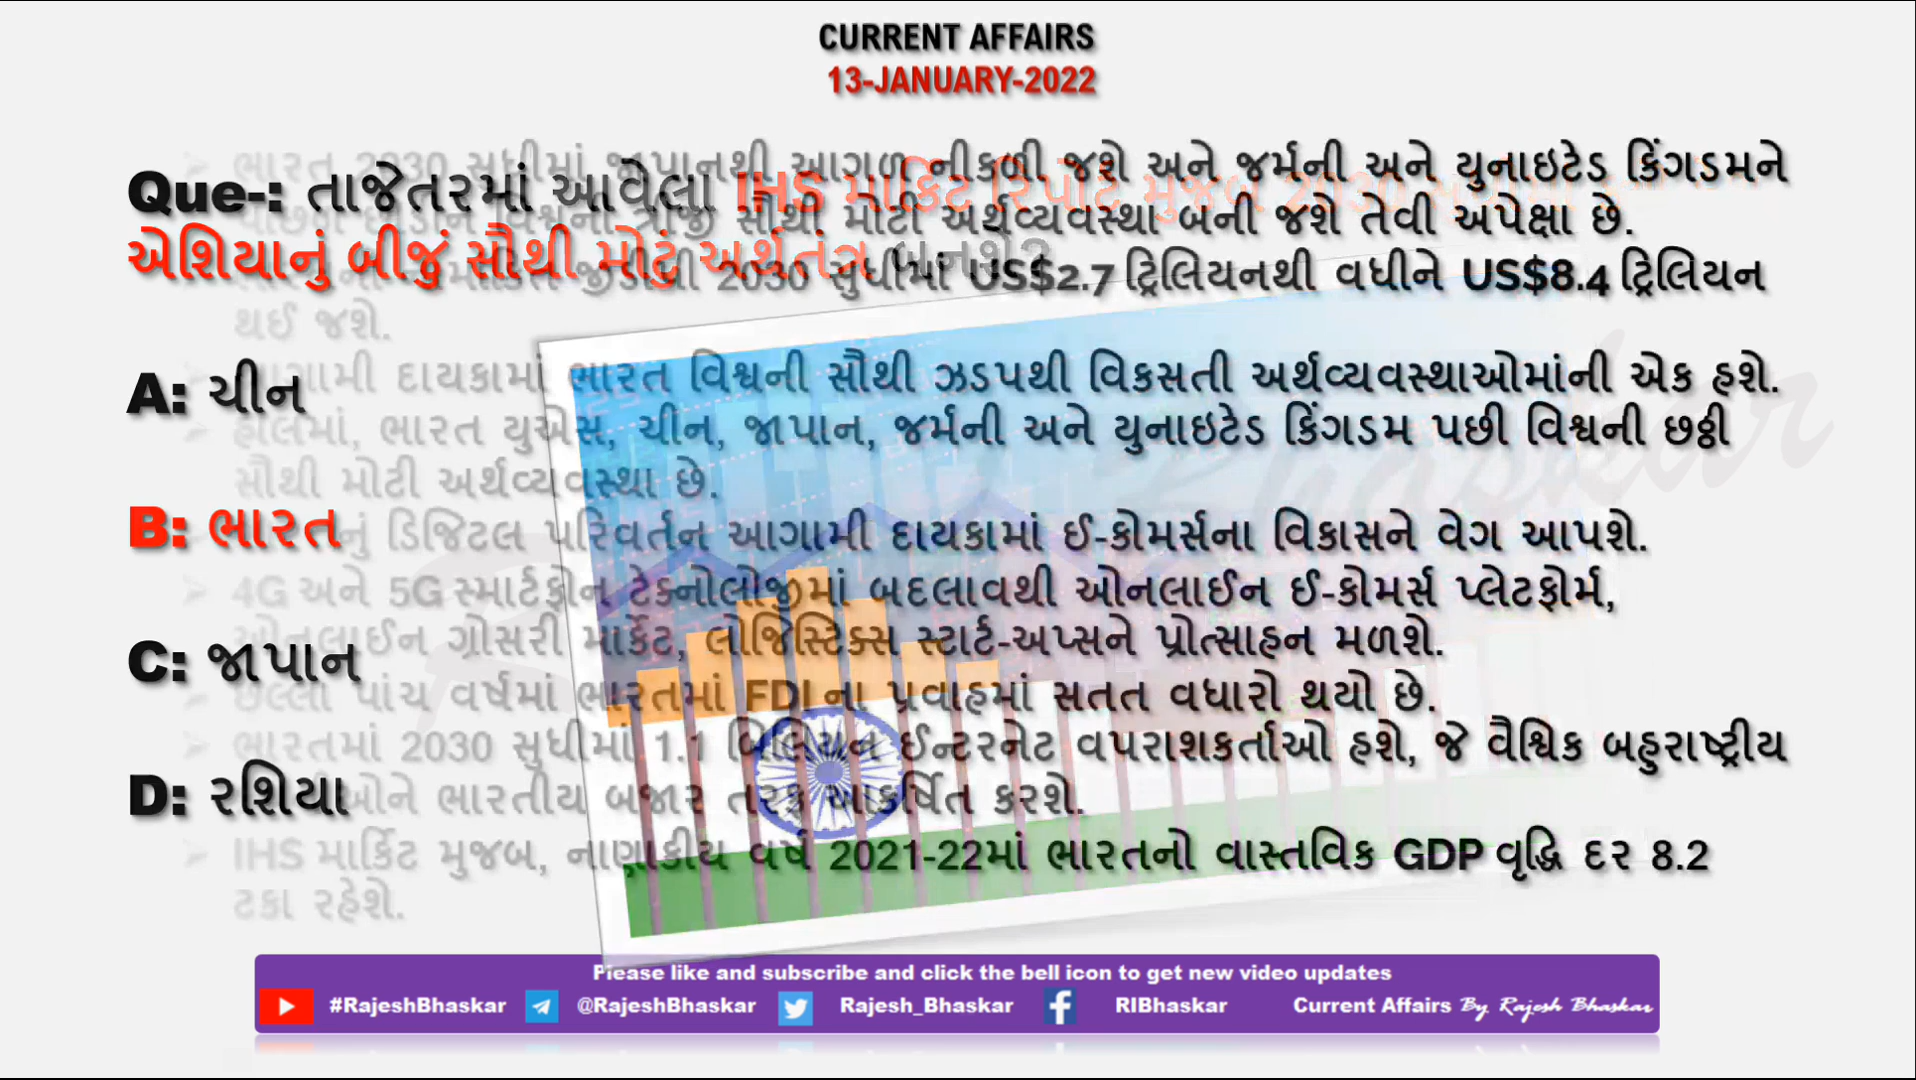 CURRENT AFFAIRS
13-JANUARY-2022
Que-: તાજેતરમાં આવેલા IHS માર્કિટ રિપોર્ટ મુજબ 2030
એશિયાનું બીજું સૌથી મોટું અર્થતંત્ર બનશે?
A: ચીન
B: ભારત
C: જાપાન
D: રશિયા
ભારત 2030 સુધીમાં જાપાનથી આગળ નીકળી જશે અને જર્મની અને યુનાઇટેડ કિંગડમને
વિશ્વની ત્રીજી સૌથી મોટી અર્થવ્યવસ્થા બની જશે તેવી અપેક્ષા છે.
જીડીપી 2030 સુધીમાં US$2.7 ટ્રિલિયનથી વધીને US$8.4 ટ્રિલિયન
થઈ જશે.
આગામી દાયકામાં ભારત વિશ્વની સૌથી ઝડપથી વિકસતી અર્થવ્યવસ્થાઓમાંની એક હશે.
હાલમાં, ભારત યુએસ, ચીન, જાપાન, જર્મની અને યુનાઇટેડ કિંગડમ પછી વિશ્વની છઠ્ઠી
સૌથી મોટી અર્થવ્યવસ્થા છે.
ડિજિટલ પરિવર્તન આગામી દાયકામાં ઈ-કોમર્સના વિકાસને વેગ આપશે.
4G અને 5G સ્માર્ટફોન ટેક્નોલોજીમાં બદલાવથી ઓનલાઈન ઈ-કોમર્સ પ્લેટફોર્મ,
ઓનલાઈન ગ્રોસરી માર્કેટ, લોજિસ્ટિક્સ સ્ટાર્ટ-અપ્સને પ્રોત્સાહન મળશે.
છેલ્લા પાંચ વર્ષમાં ભારતમાં FDI ના પ્રવાહમાં સતત વધારો થયો છે.
ભારતમાં 2030 સુધીમાં 1.1 બિલિયન ઈન્ટરનેટ વપરાશકર્તાઓ હશે, જે વૈશ્વિક બહુરાષ્ટ્રીય
ભારતીય બજાર તરફ આકર્ષિત કરશે.
IHS માર્કિટ મુજબ, નાણાકીય વર્ષ 2021-22માં ભારતનો વાસ્તવિક GDP વૃદ્ધિ દર 8.2
ટકા રહેશે.
Please like and subscribe and click the bell icon to get new video updates
#RajeshBhaskar @RajeshBhaskar Rajesh_Bhaskar RIBhaskar Current Affairs By Rajesh Bhaskar